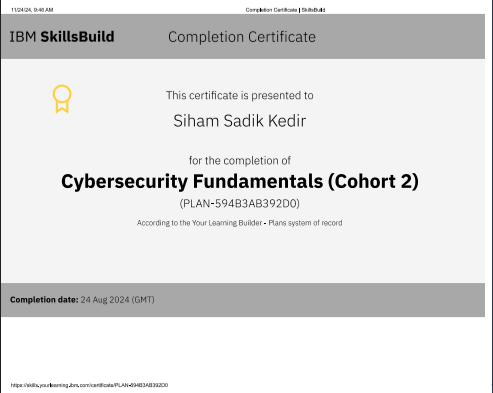 11/24/24, 9:46 AM Completion Certificate | SkillsBuild
IBM SkillsBuild Completion Certificate
This certificate is presented to
Siham Sadik Kedir
for the completion of
Cybersecurity Fundamentals (Cohort 2)
(PLAN-594B3AB392D0)
According to the Your Learning Builder - Plans system of record
Completion date: 24 Aug 2024 (GMT)
https://skills.yourlearning.ibm.com/certificate/PLAN-594B3AB392D0